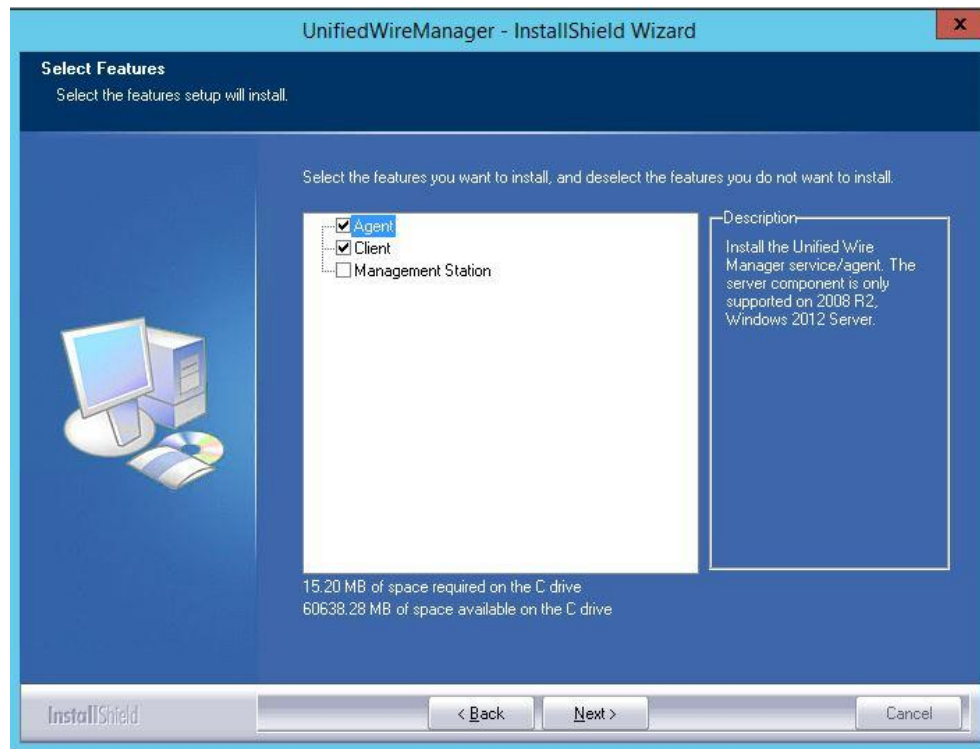 UnifiedWireManager - InstallShield Wizard
x
Select Features
Select the features setup will install.
Select the features you want to install, and deselect the features you do not want to install.
Agent
Client
Management Station
Description
Install the Unified Wire
Manager service/agent. The
server component is only
supported on 2008 R2,
Windows 2012 Server.
15.20 MB of space required on the C drive
60638.28 MB of space available on the C drive
InstallShield
< Back
Next >
Cancel